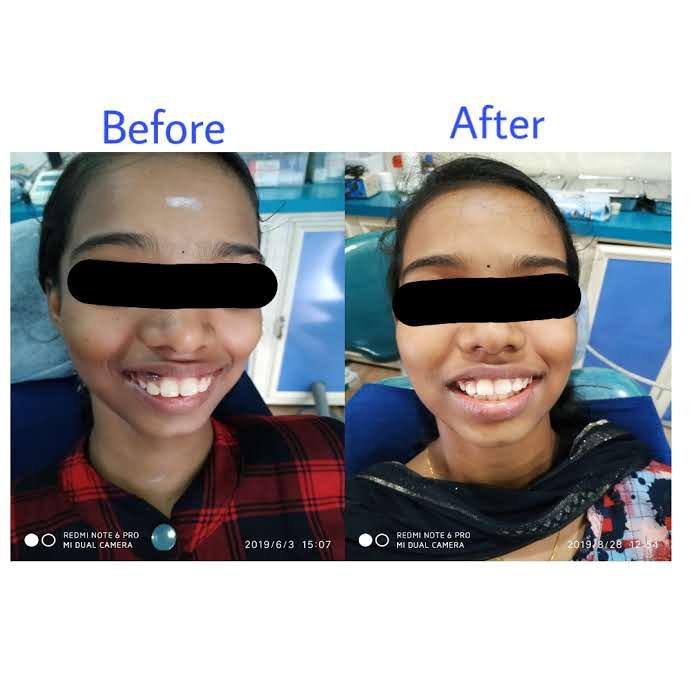 Before
After
REDMI NOTE 6 PRO
MI DUAL CAMERA
2019/6/3 15:07
REDMI NOTE 6 PRO
MI DUAL CAMERA
2019/8/28